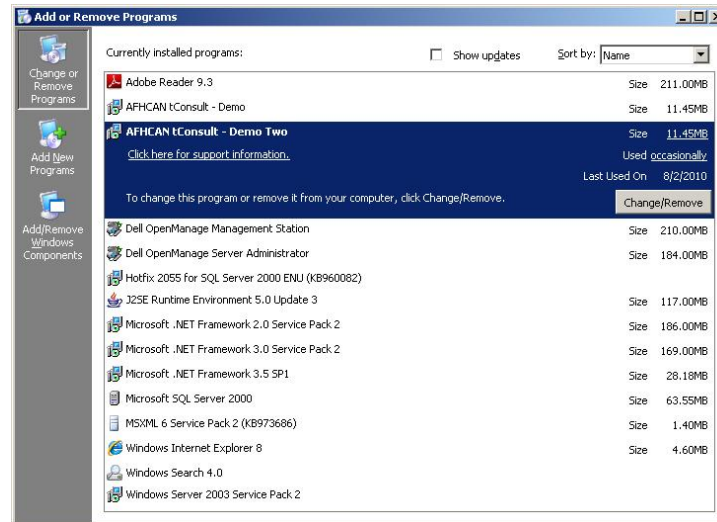 Add or Remove Programs
Change or
Remove
Programs
Add New
Programs
Add/Remove
Windows
Components
Currently installed programs:
Show updates
Sort by: Name
Adobe Reader 9.3 Size 211.00MB
AFHCAN tConsult - Demo Size 11.45MB
AFHCAN tConsult - Demo Two Size 11.45MB
Click here for support information. Used occasionally
Last Used On 8/2/2010
To change this program or remove it from your computer, click Change/Remove. Change/Remove
Dell OpenManage Management Station Size 210.00MB
Dell OpenManage Server Administrator Size 184.00MB
Hotfix 2055 for SQL Server 2000 ENU (KB960082)
J2SE Runtime Environment 5.0 Update 3 Size 117.00MB
Microsoft .NET Framework 2.0 Service Pack 2 Size 186.00MB
Microsoft .NET Framework 3.0 Service Pack 2 Size 169.00MB
Microsoft .NET Framework 3.5 SP1 Size 28.18MB
Microsoft SQL Server 2000 Size 63.55MB
MSXML 6 Service Pack 2 (KB973686) Size 1.40MB
Windows Internet Explorer 8 Size 4.60MB
Windows Search 4.0
Windows Server 2003 Service Pack 2